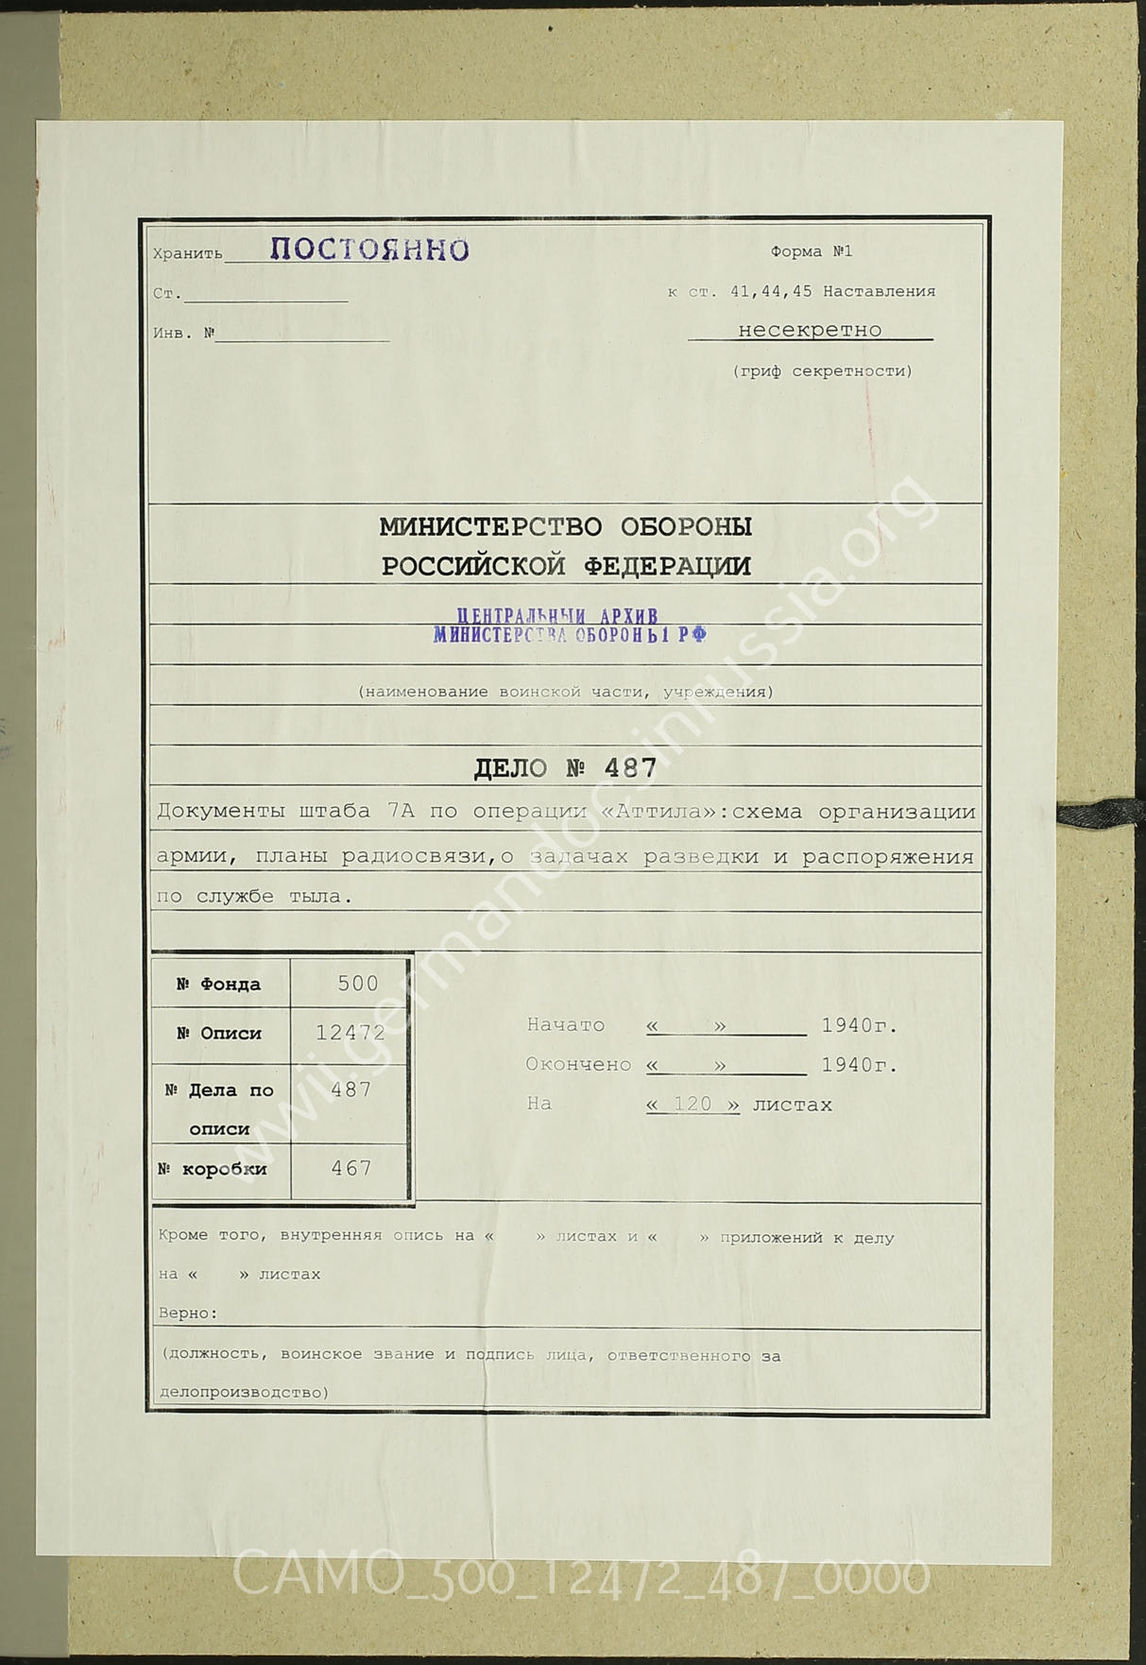 Хранить ПОСТОЯННО
Форма №1
Ст.
к ст. 41,44,45 Наставления
Инв. №
несекретно
(гриф секретности)
МИНИСТЕРСТВО ОБОРОНЫ
РОССИЙСКОЙ ФЕДЕРАЦИИ
ЦЕНТРАЛЬНЫЙ АРХИВ
МИНИСТЕРСТВА ОБОРОНЫ РФ
(наименование воинской части, учреждения)
ДЕЛО № 487
Документы штаба 7А по операции «Аттила»:схема организации
армии, планы радиосвязи,о задачах разведки и распоряжения
по службе тыла.
№ Фонда 500
№ Описи 12472
№ Дела по описи 487
№ коробки 467
Начато « » 1940г.
Окончено « » 1940г.
На « 120 » листах
Кроме того, внутренняя опись на « » листах и « » приложений к делу
на « » листах
Верно:
(должность, воинское звание и подпись лица, ответственного за
делопроизводство)
wwii.germandocsinrussia.org
CAMO_500_12472_487_0000